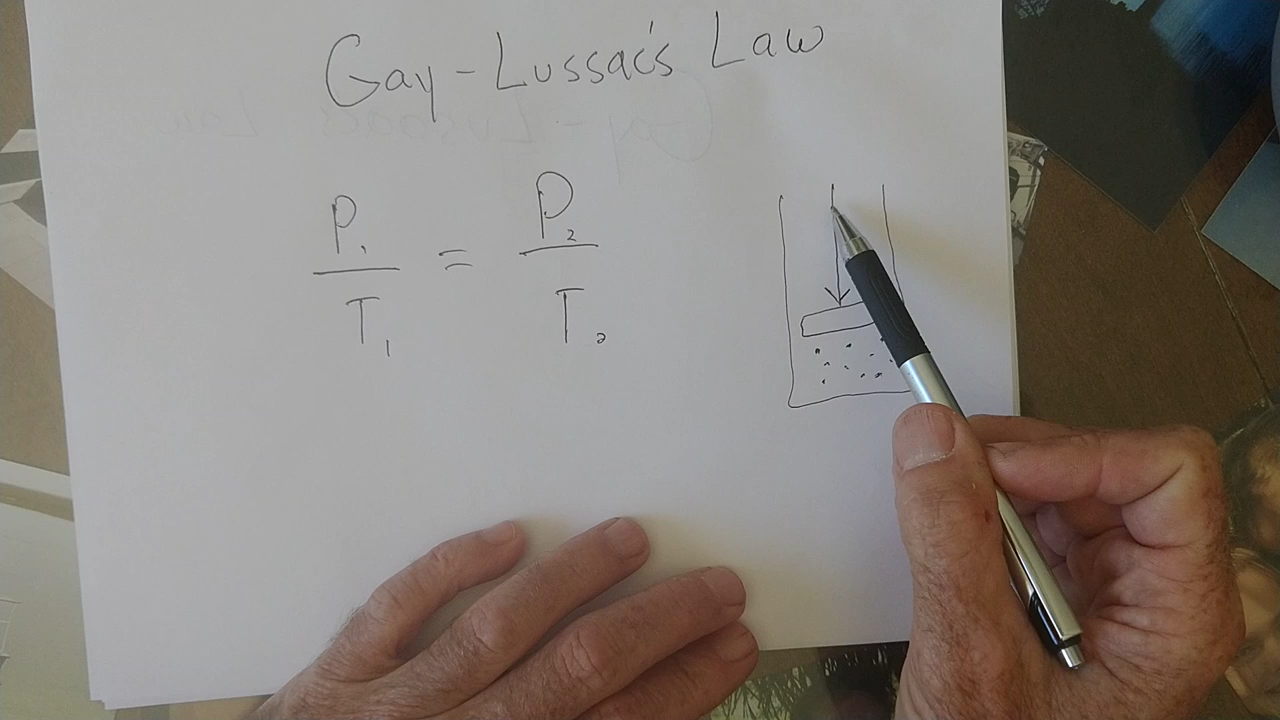 Gay-Lussac's Law
P₁/T₁ = P₂/T₂